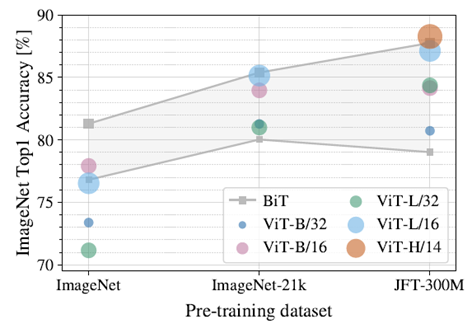 ImageNet Top1 Accuracy [%]
90
85
80
75
70
BiT
ViT-B/32
ViT-B/16
ViT-L/32
ViT-L/16
ViT-H/14
ImageNet
ImageNet-21k
JFT-300M
Pre-training dataset